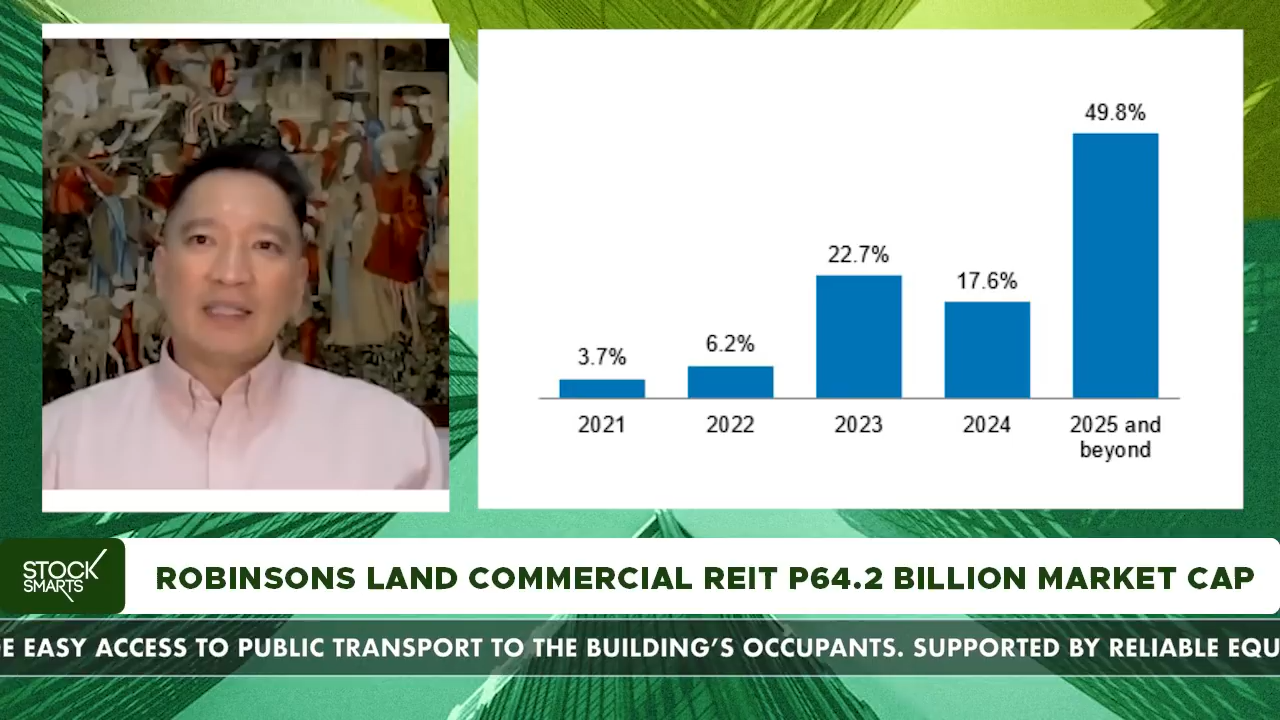 49.8%
22.7%
17.6%
6.2%
3.7%
2021 2022 2023 2024 2025 and
beyond
STOCK
SMARTS
ROBINSONS LAND COMMERCIAL REIT P64.2 BILLION MARKET CAP
EASY ACCESS TO PUBLIC TRANSPORT TO THE BUILDING’S OCCUPANTS. SUPPORTED BY RELIABLE